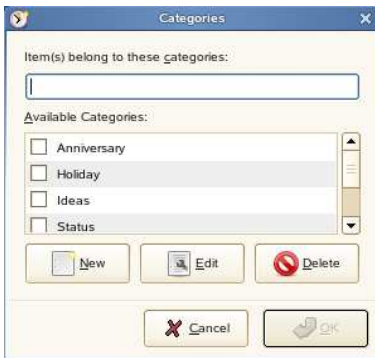 Categories
Item(s) belong to these categories:
Available Categories:
Anniversary
Holiday
Ideas
Status
New Edit Delete
Cancel OK